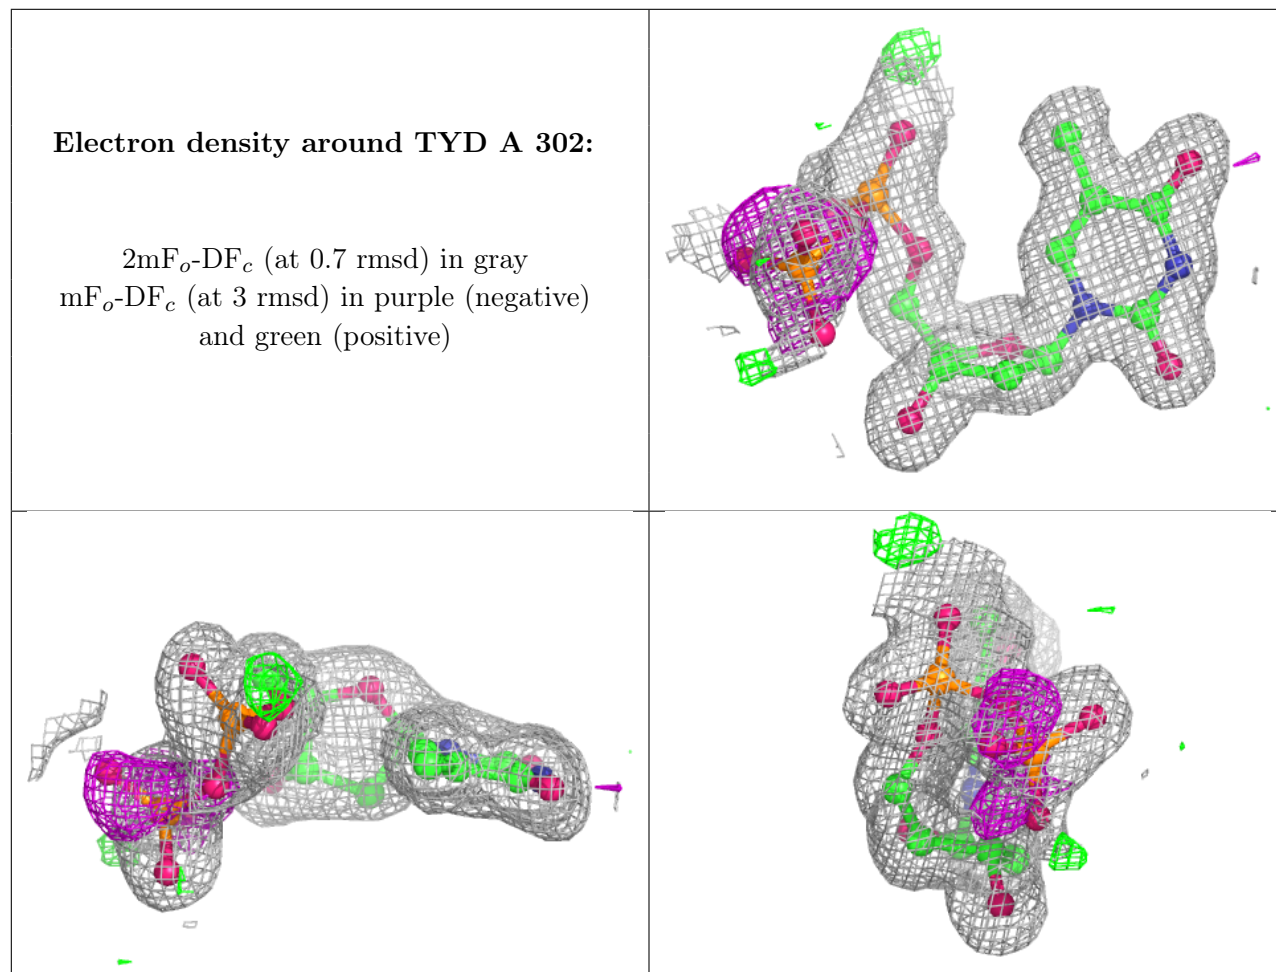 Electron density around TYD A 302:
2mFo-DFc (at 0.7 rmsd) in gray
mFo-DFc (at 3 rmsd) in purple (negative)
and green (positive)